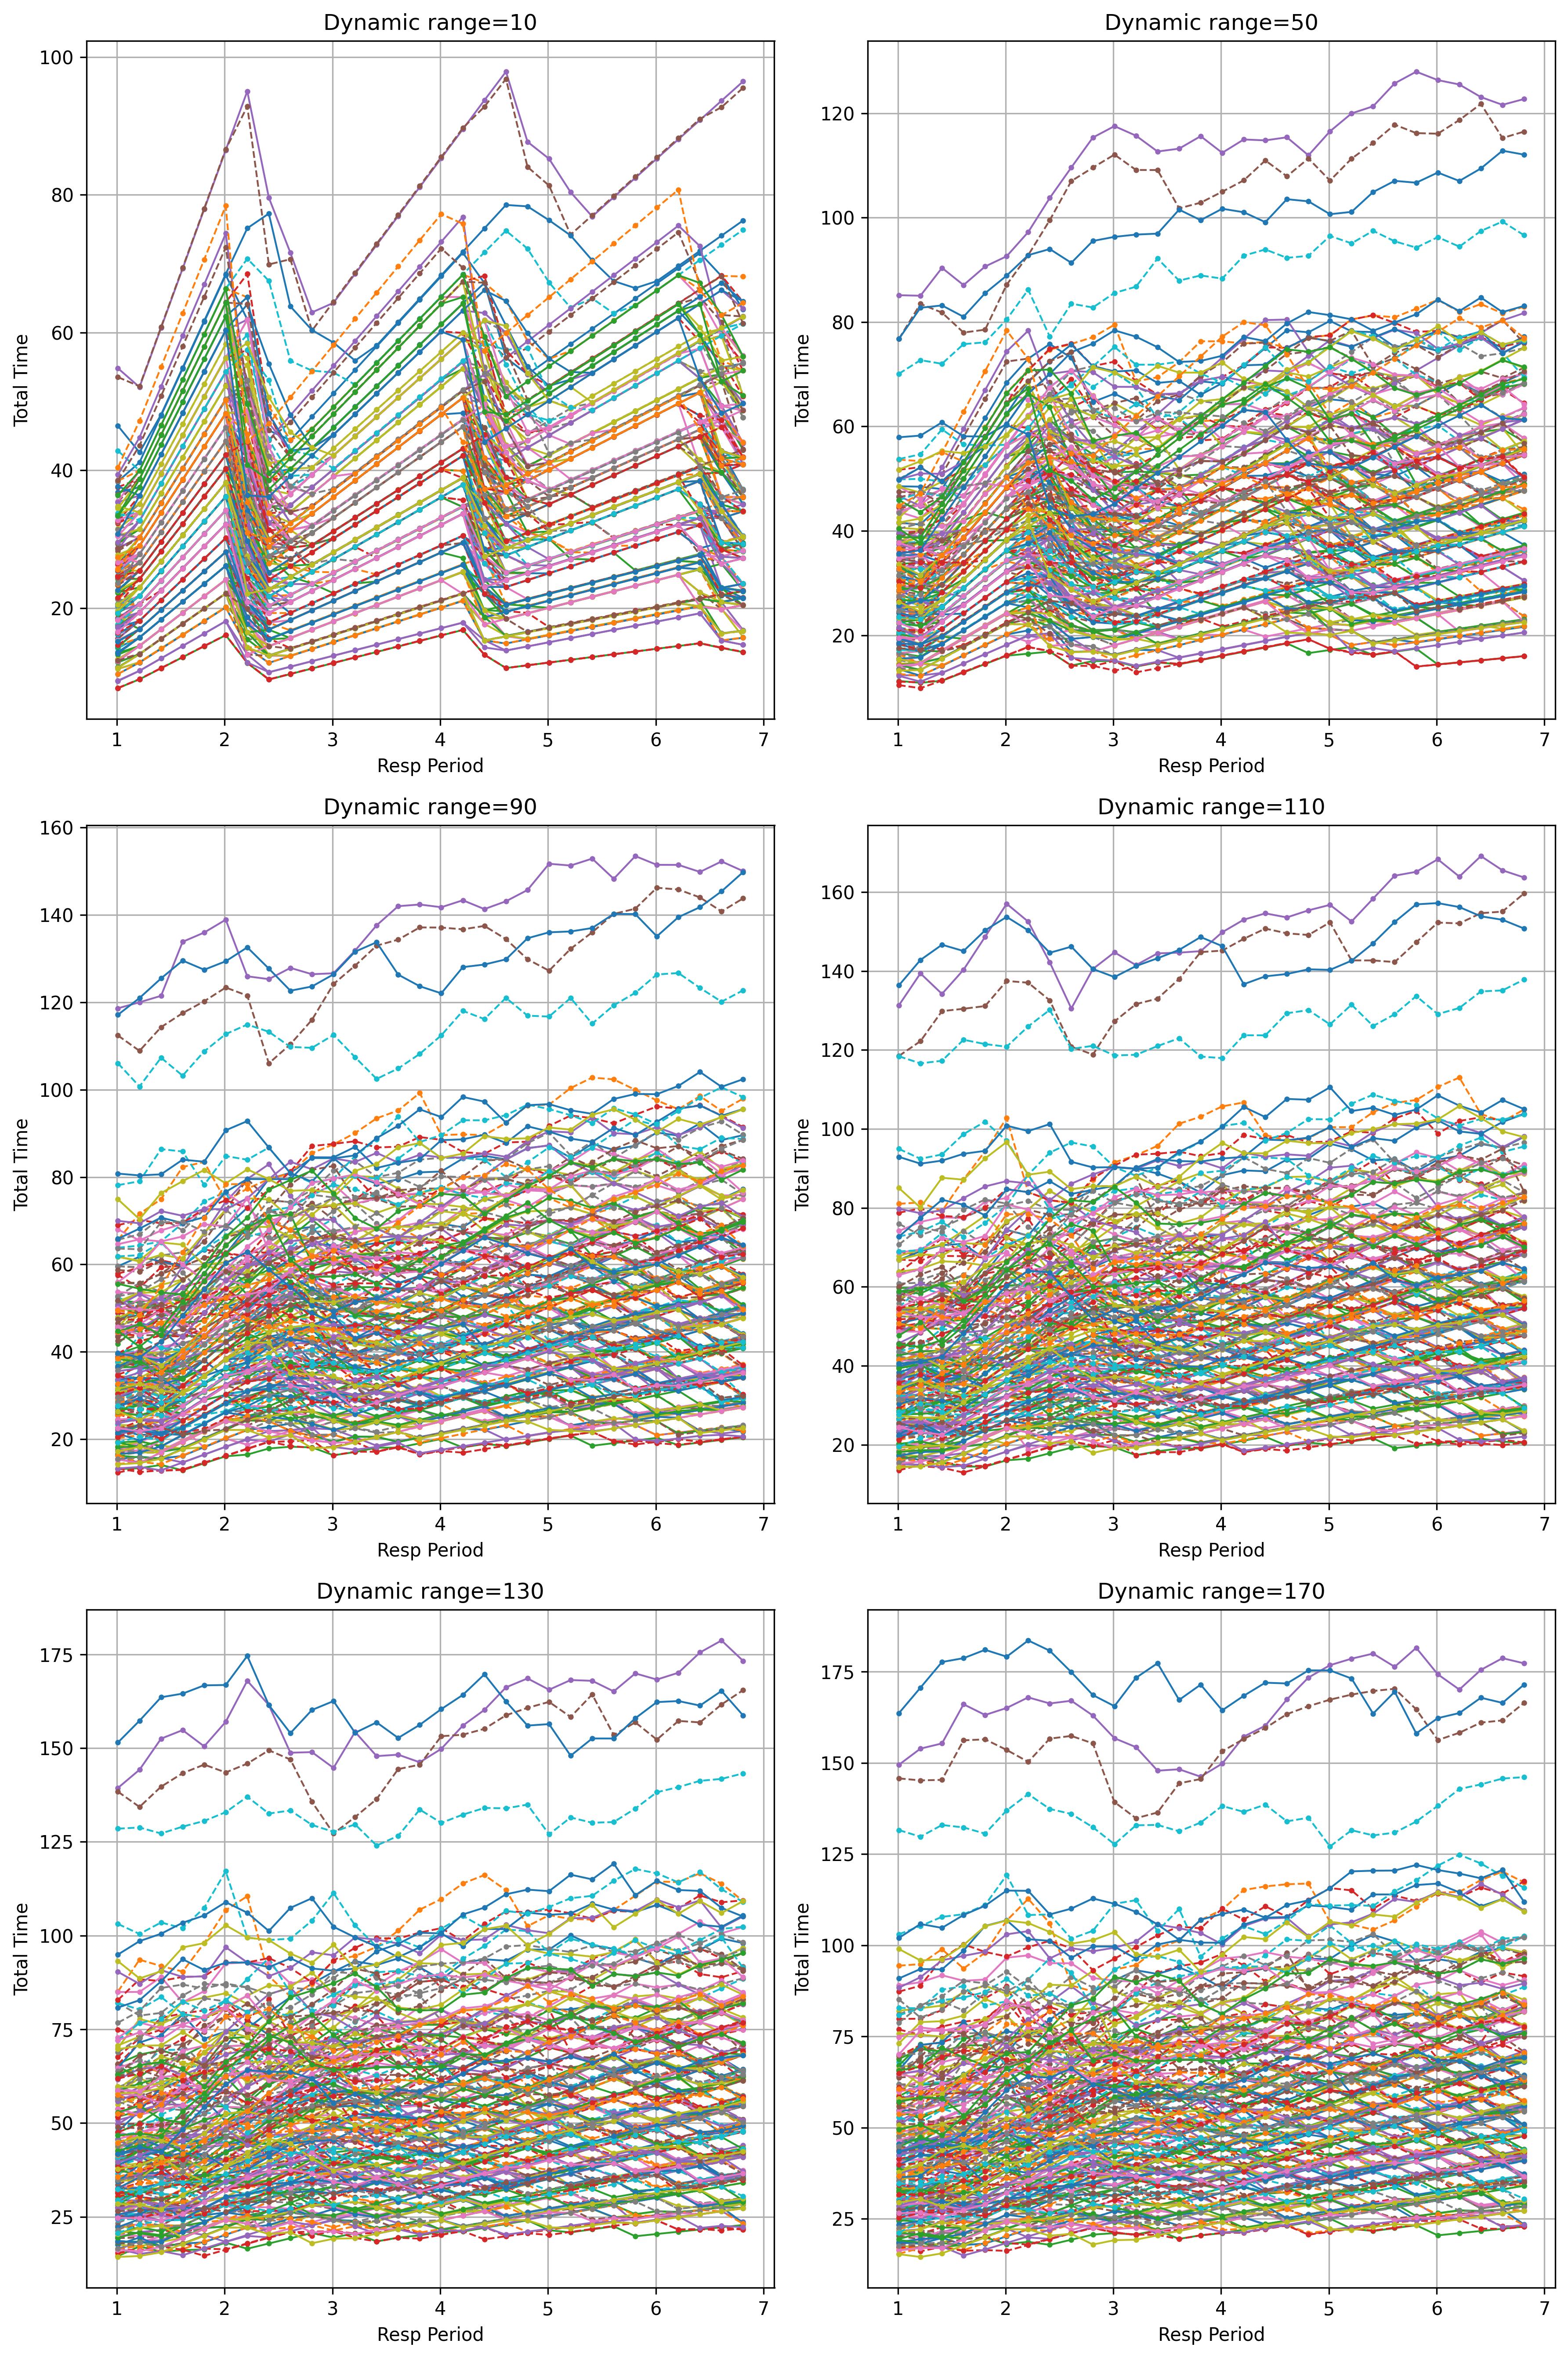 Dynamic range=10
100
80
60
40
20
Total Time
1 2 3 4 5 6 7
Resp Period
Dynamic range=50
120
100
80
60
40
20
Total Time
1 2 3 4 5 6 7
Resp Period
Dynamic range=90
160
140
120
100
80
60
40
20
Total Time
1 2 3 4 5 6 7
Resp Period
Dynamic range=110
160
140
120
100
80
60
40
20
Total Time
1 2 3 4 5 6 7
Resp Period
Dynamic range=130
175
150
125
100
75
50
25
Total Time
1 2 3 4 5 6 7
Resp Period
Dynamic range=170
175
150
125
100
75
50
25
Total Time
1 2 3 4 5 6 7
Resp Period